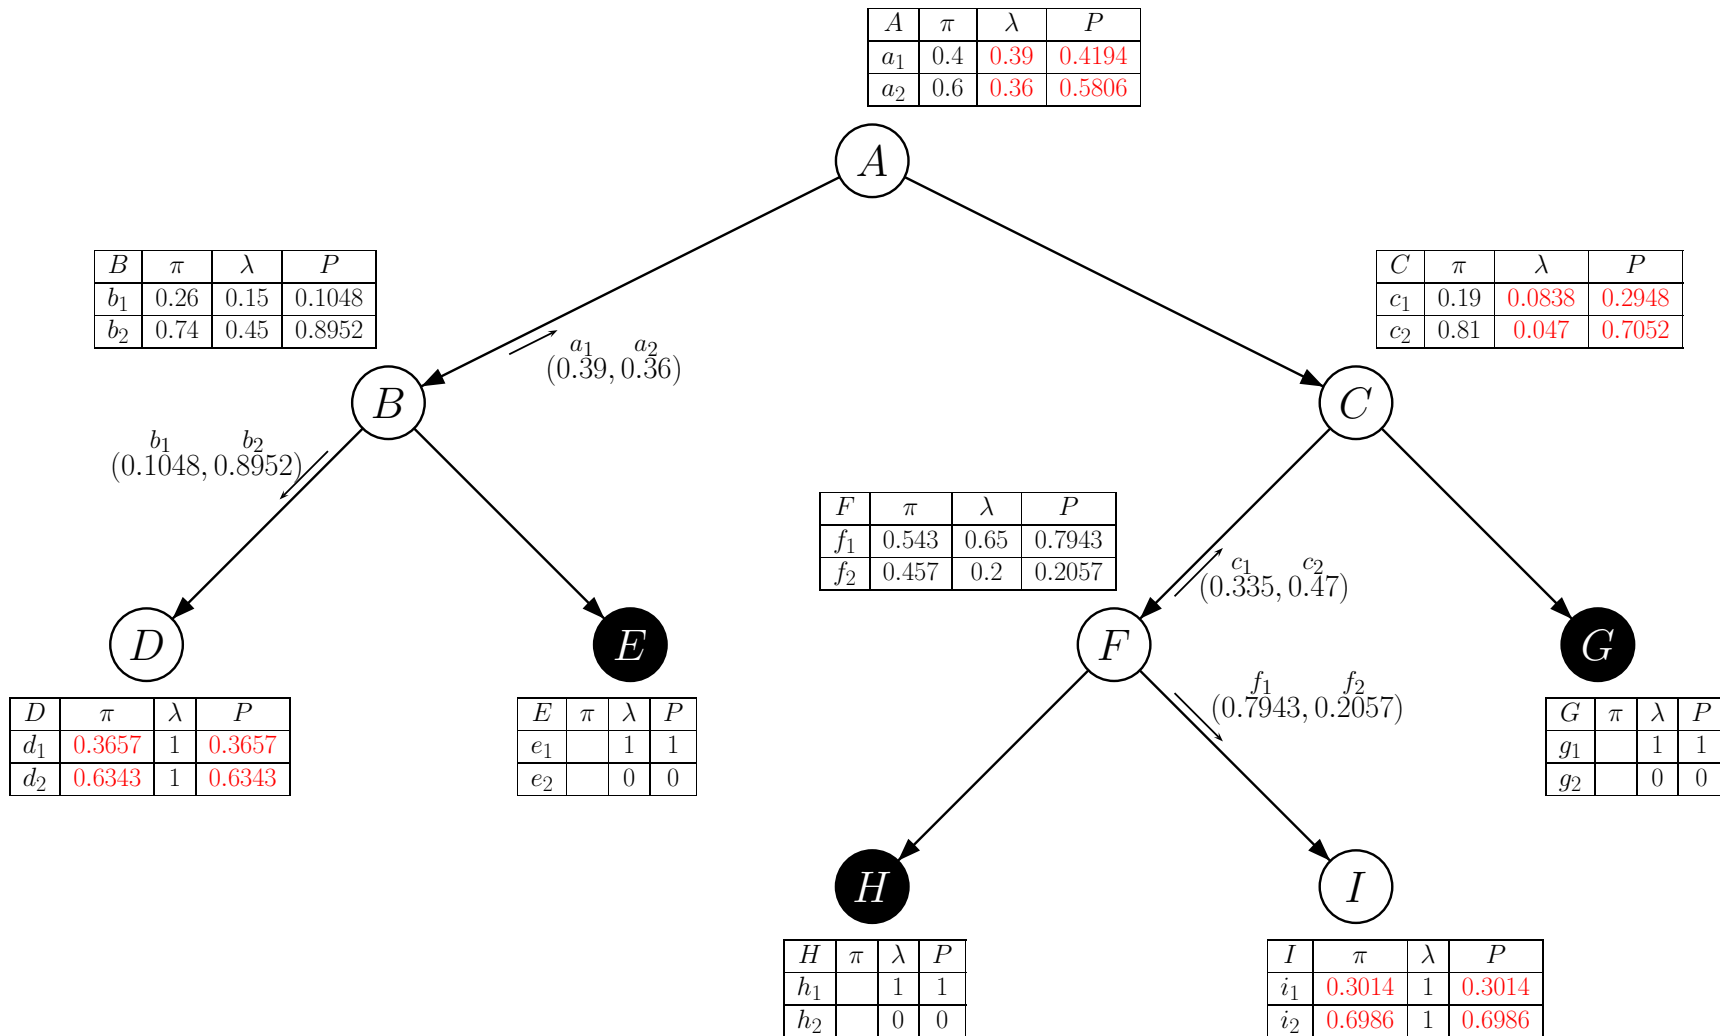 A π λ P
a1 0.4 0.39 0.4194
a2 0.6 0.36 0.5806
A
B π λ P
b1 0.26 0.15 0.1048
b2 0.74 0.45 0.8952
C π λ P
c1 0.19 0.0838 0.2948
c2 0.81 0.047 0.7052
a1 a2
(0.39, 0.36)
B
C
b1 b2
(0.1048, 0.8952)
F π λ P
f1 0.543 0.65 0.7943
f2 0.457 0.2 0.2057
c1 c2
(0.335, 0.47)
D
E
F
G
f1 f2
(0.7943, 0.2057)
D π λ P
d1 0.3657 1 0.3657
d2 0.6343 1 0.6343
E π λ P
e1 1 1
e2 0 0
G π λ P
g1 1 1
g2 0 0
H
I
H π λ P
h1 1 1
h2 0 0
I π λ P
i1 0.3014 1 0.3014
i2 0.6986 1 0.6986